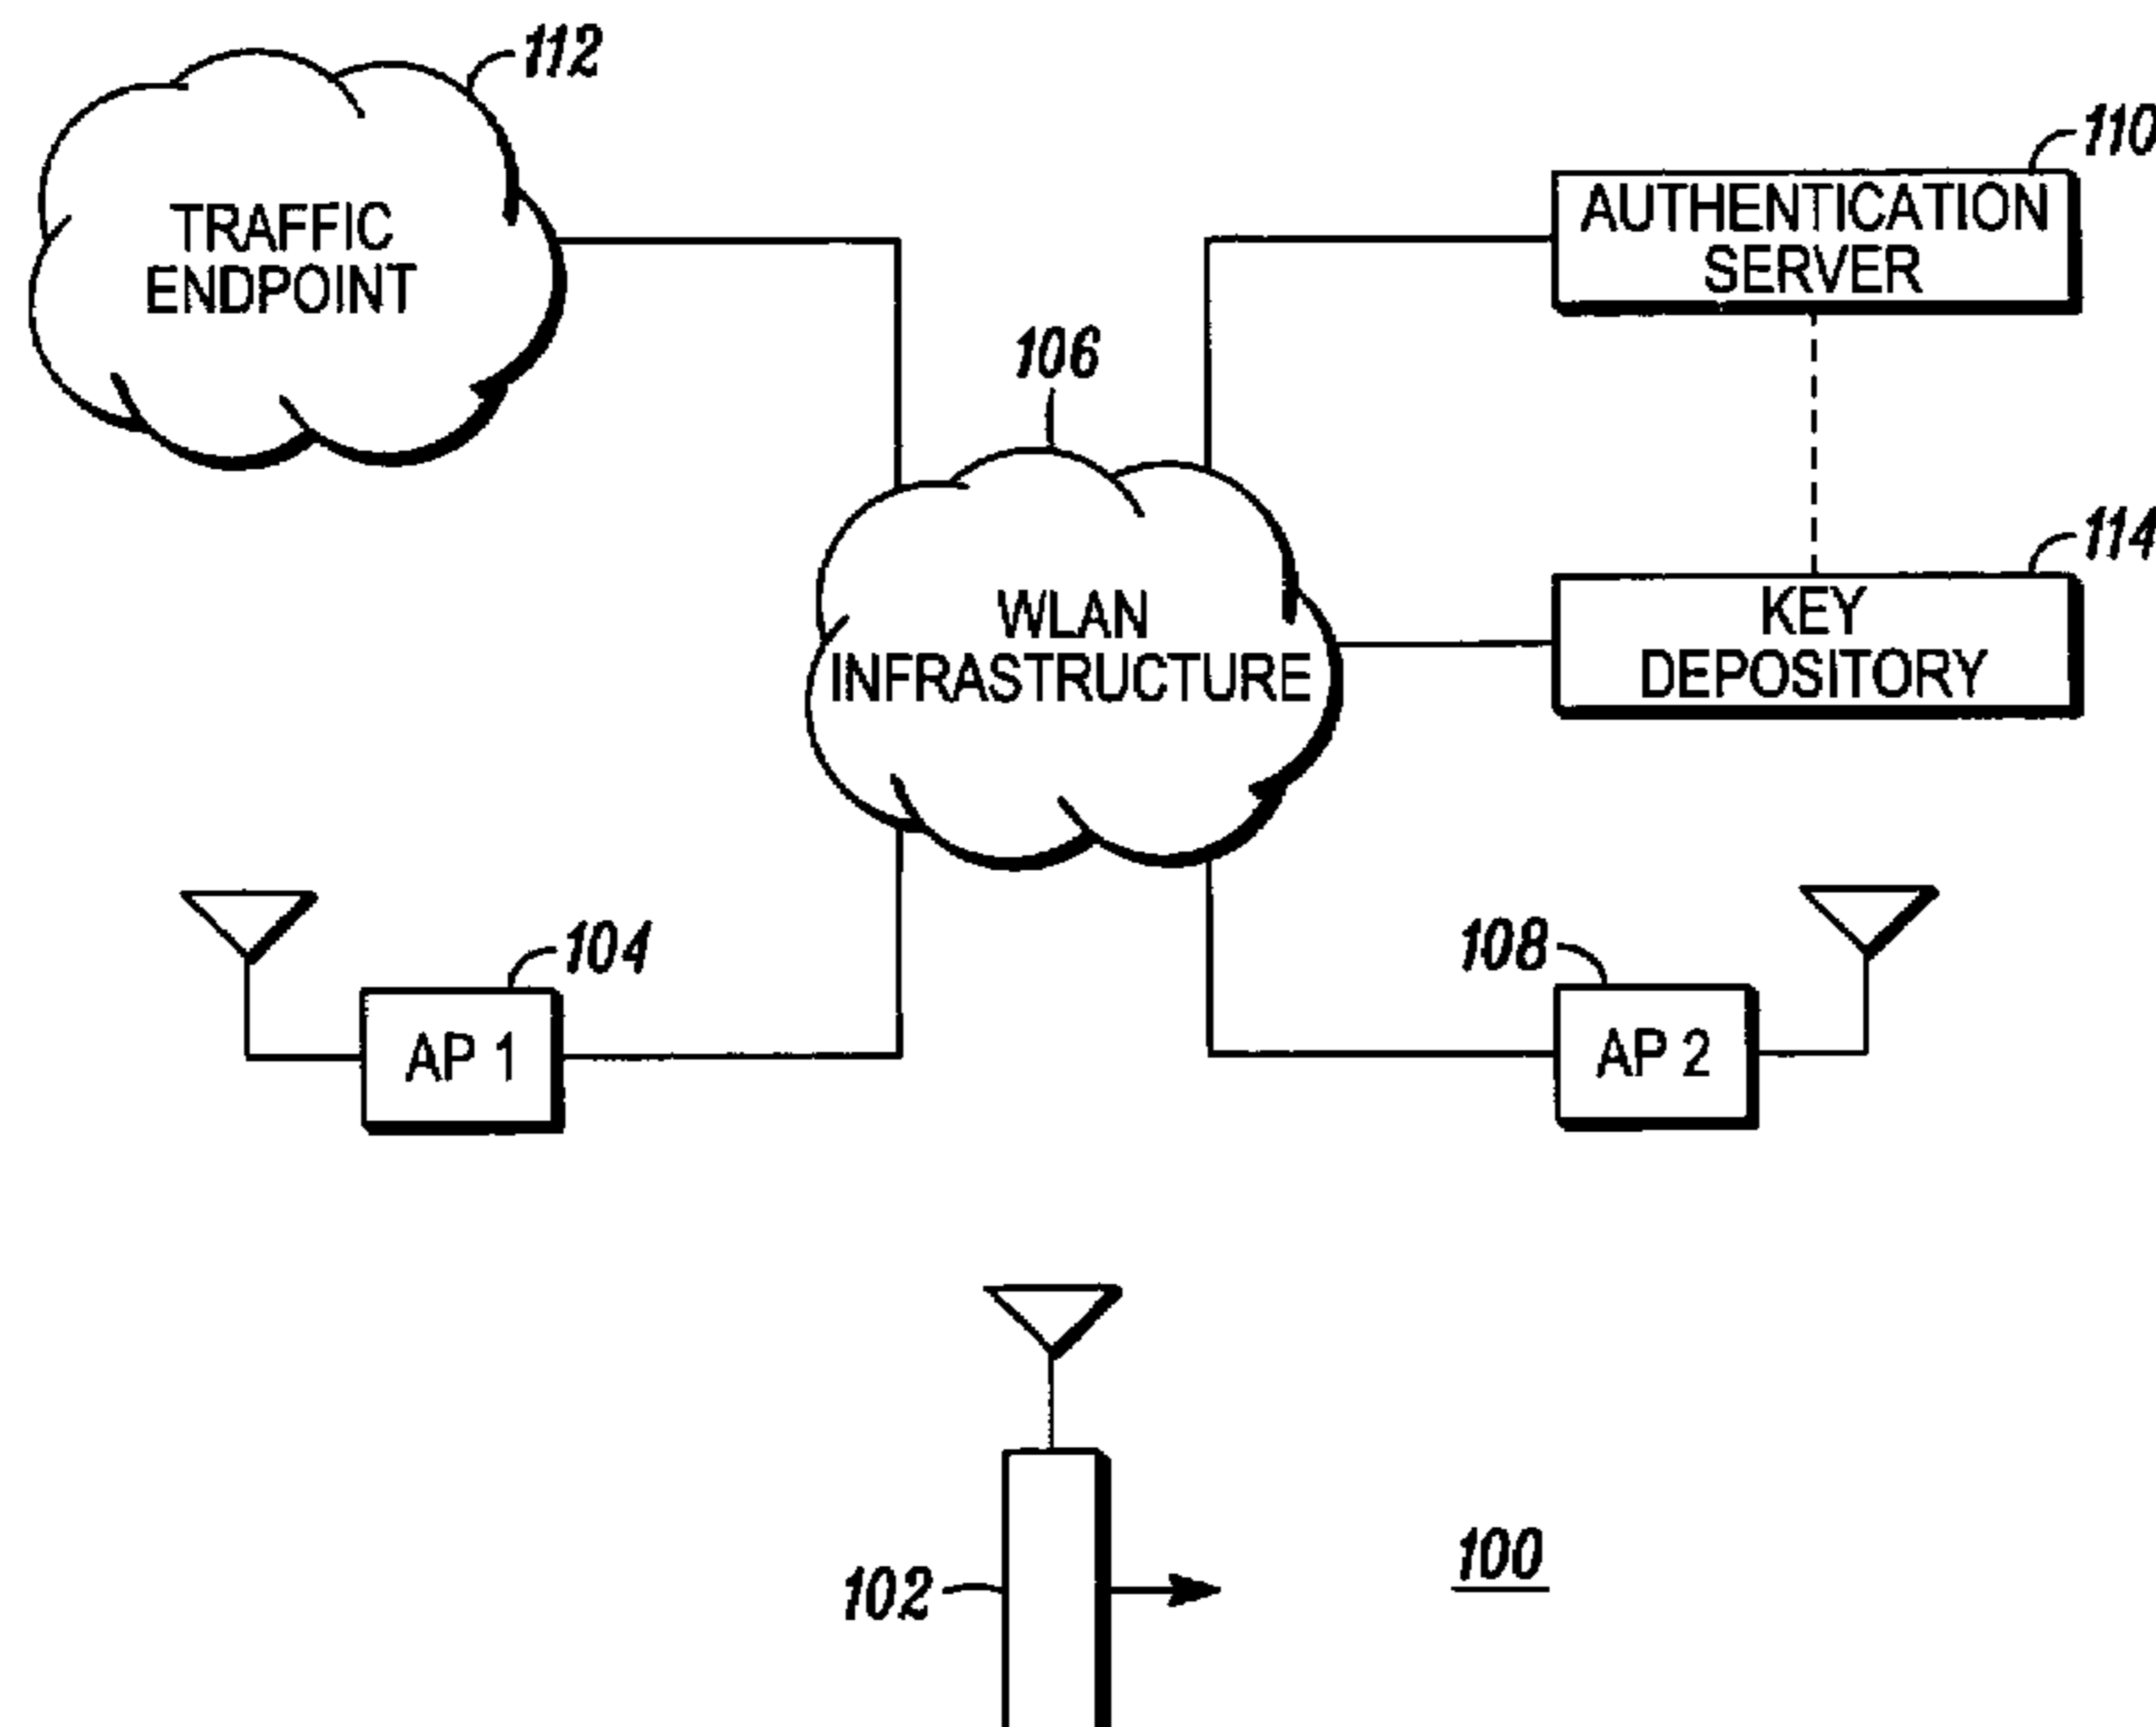 112
110
TRAFFIC
ENDPOINT
AUTHENTICATION
SERVER
106
114
WLAN
INFRASTRUCTURE
KEY
DEPOSITORY
104
108
AP 1
AP 2
102
100